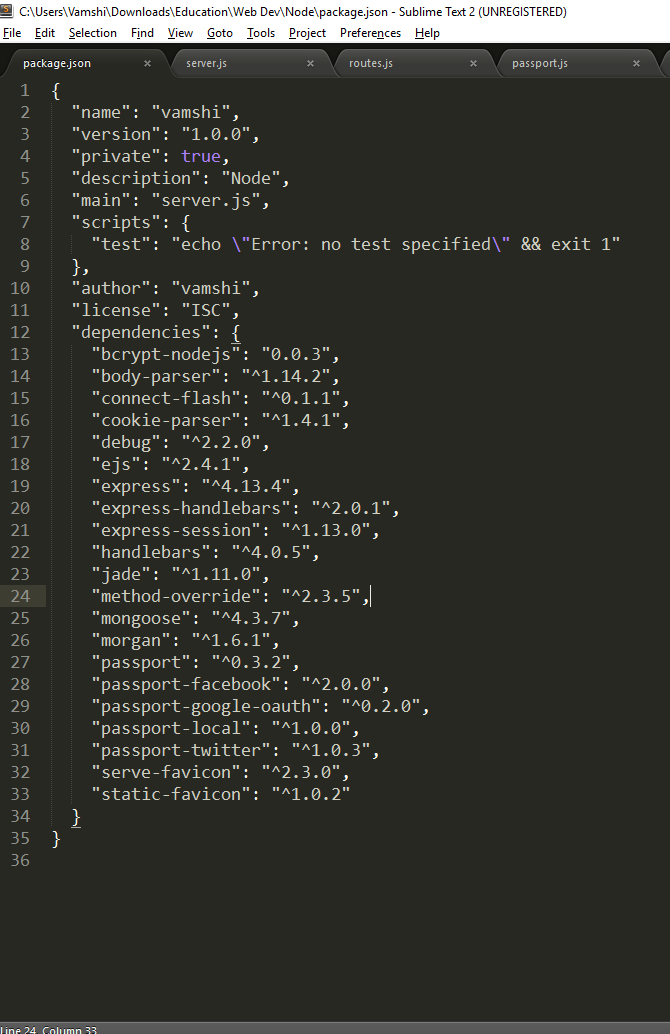 C:\Users\Vamshi\Downloads\Education\Web Dev\Node\package.json - Sublime Text 2 (UNREGISTERED)
File Edit Selection Find View Goto Tools Project Preferences Help
package.json × server.js × routes.js × passport.js ×
1 {
2 "name": "vamshi",
3 "version": "1.0.0",
4 "private": true,
5 "description": "Node",
6 "main": "server.js",
7 "scripts": {
8 "test": "echo \"Error: no test specified\" && exit 1"
9 },
10 "author": "vamshi",
11 "license": "ISC",
12 "dependencies": {
13 "bcrypt-nodejs": "0.0.3",
14 "body-parser": "^1.14.2",
15 "connect-flash": "^0.1.1",
16 "cookie-parser": "^1.4.1",
17 "debug": "^2.2.0",
18 "ejs": "^2.4.1",
19 "express": "^4.13.4",
20 "express-handlebars": "^2.0.1",
21 "express-session": "^1.13.0",
22 "handlebars": "^4.0.5",
23 "jade": "^1.11.0",
24 "method-override": "^2.3.5",
25 "mongoose": "^4.3.7",
26 "morgan": "^1.6.1",
27 "passport": "^0.3.2",
28 "passport-facebook": "^2.0.0",
29 "passport-google-oauth": "^0.2.0",
30 "passport-local": "^1.0.0",
31 "passport-twitter": "^1.0.3",
32 "serve-favicon": "^2.3.0",
33 "static-favicon": "^1.0.2"
34 }
35 }
36
Line 24, Column 33